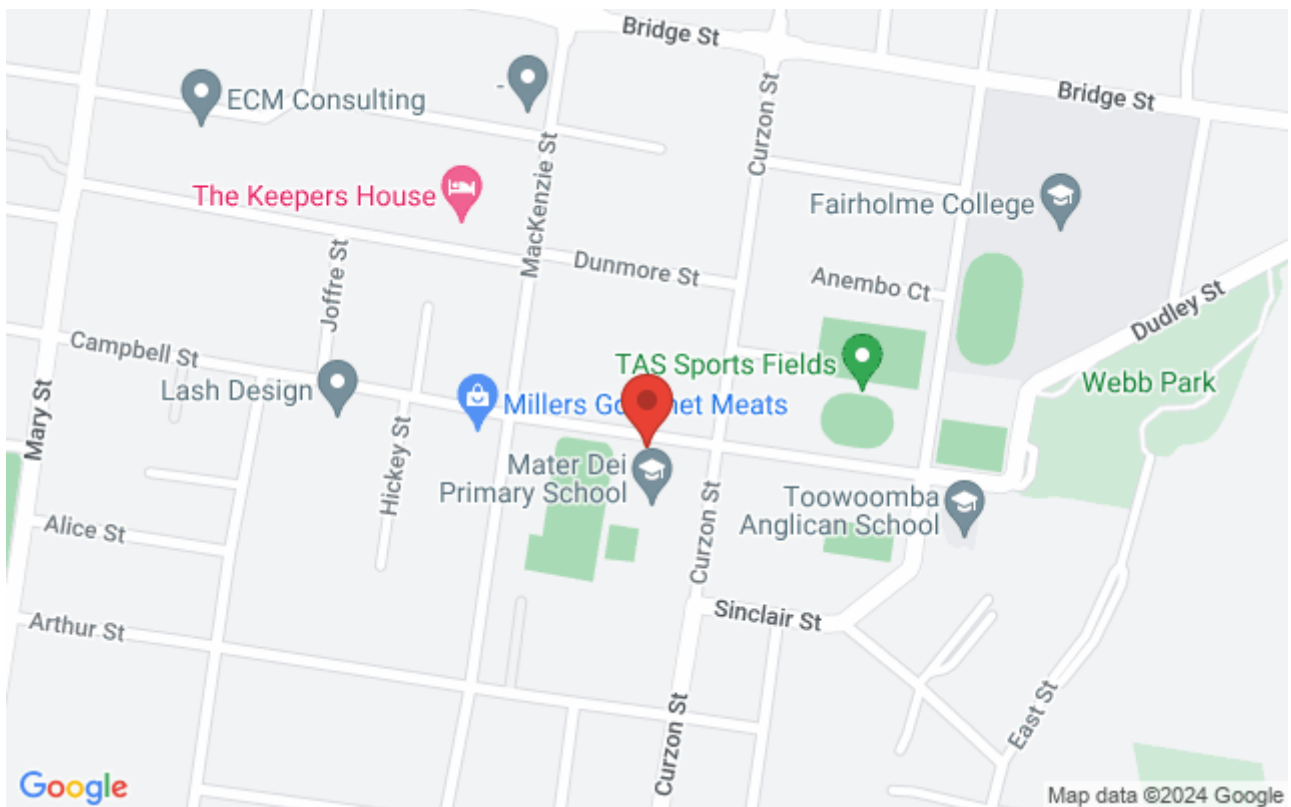 Bridge St
ECM Consulting
-
Bridge St
Curzon St
MacKenzie St
The Keepers House
Fairholme College
Joffre St
Dunmore St
Anembo Ct
Dudley St
Campbell St
TAS Sports Fields
Lash Design
Webb Park
Millers Go met Meats
Mary St
Hickey St
Mater Dei
Primary School
Curzon St
Toowoomba
Anglican School
Alice St
Sinclair St
Arthur St
East St
Curzon St
Google
Map data ©2024 Google